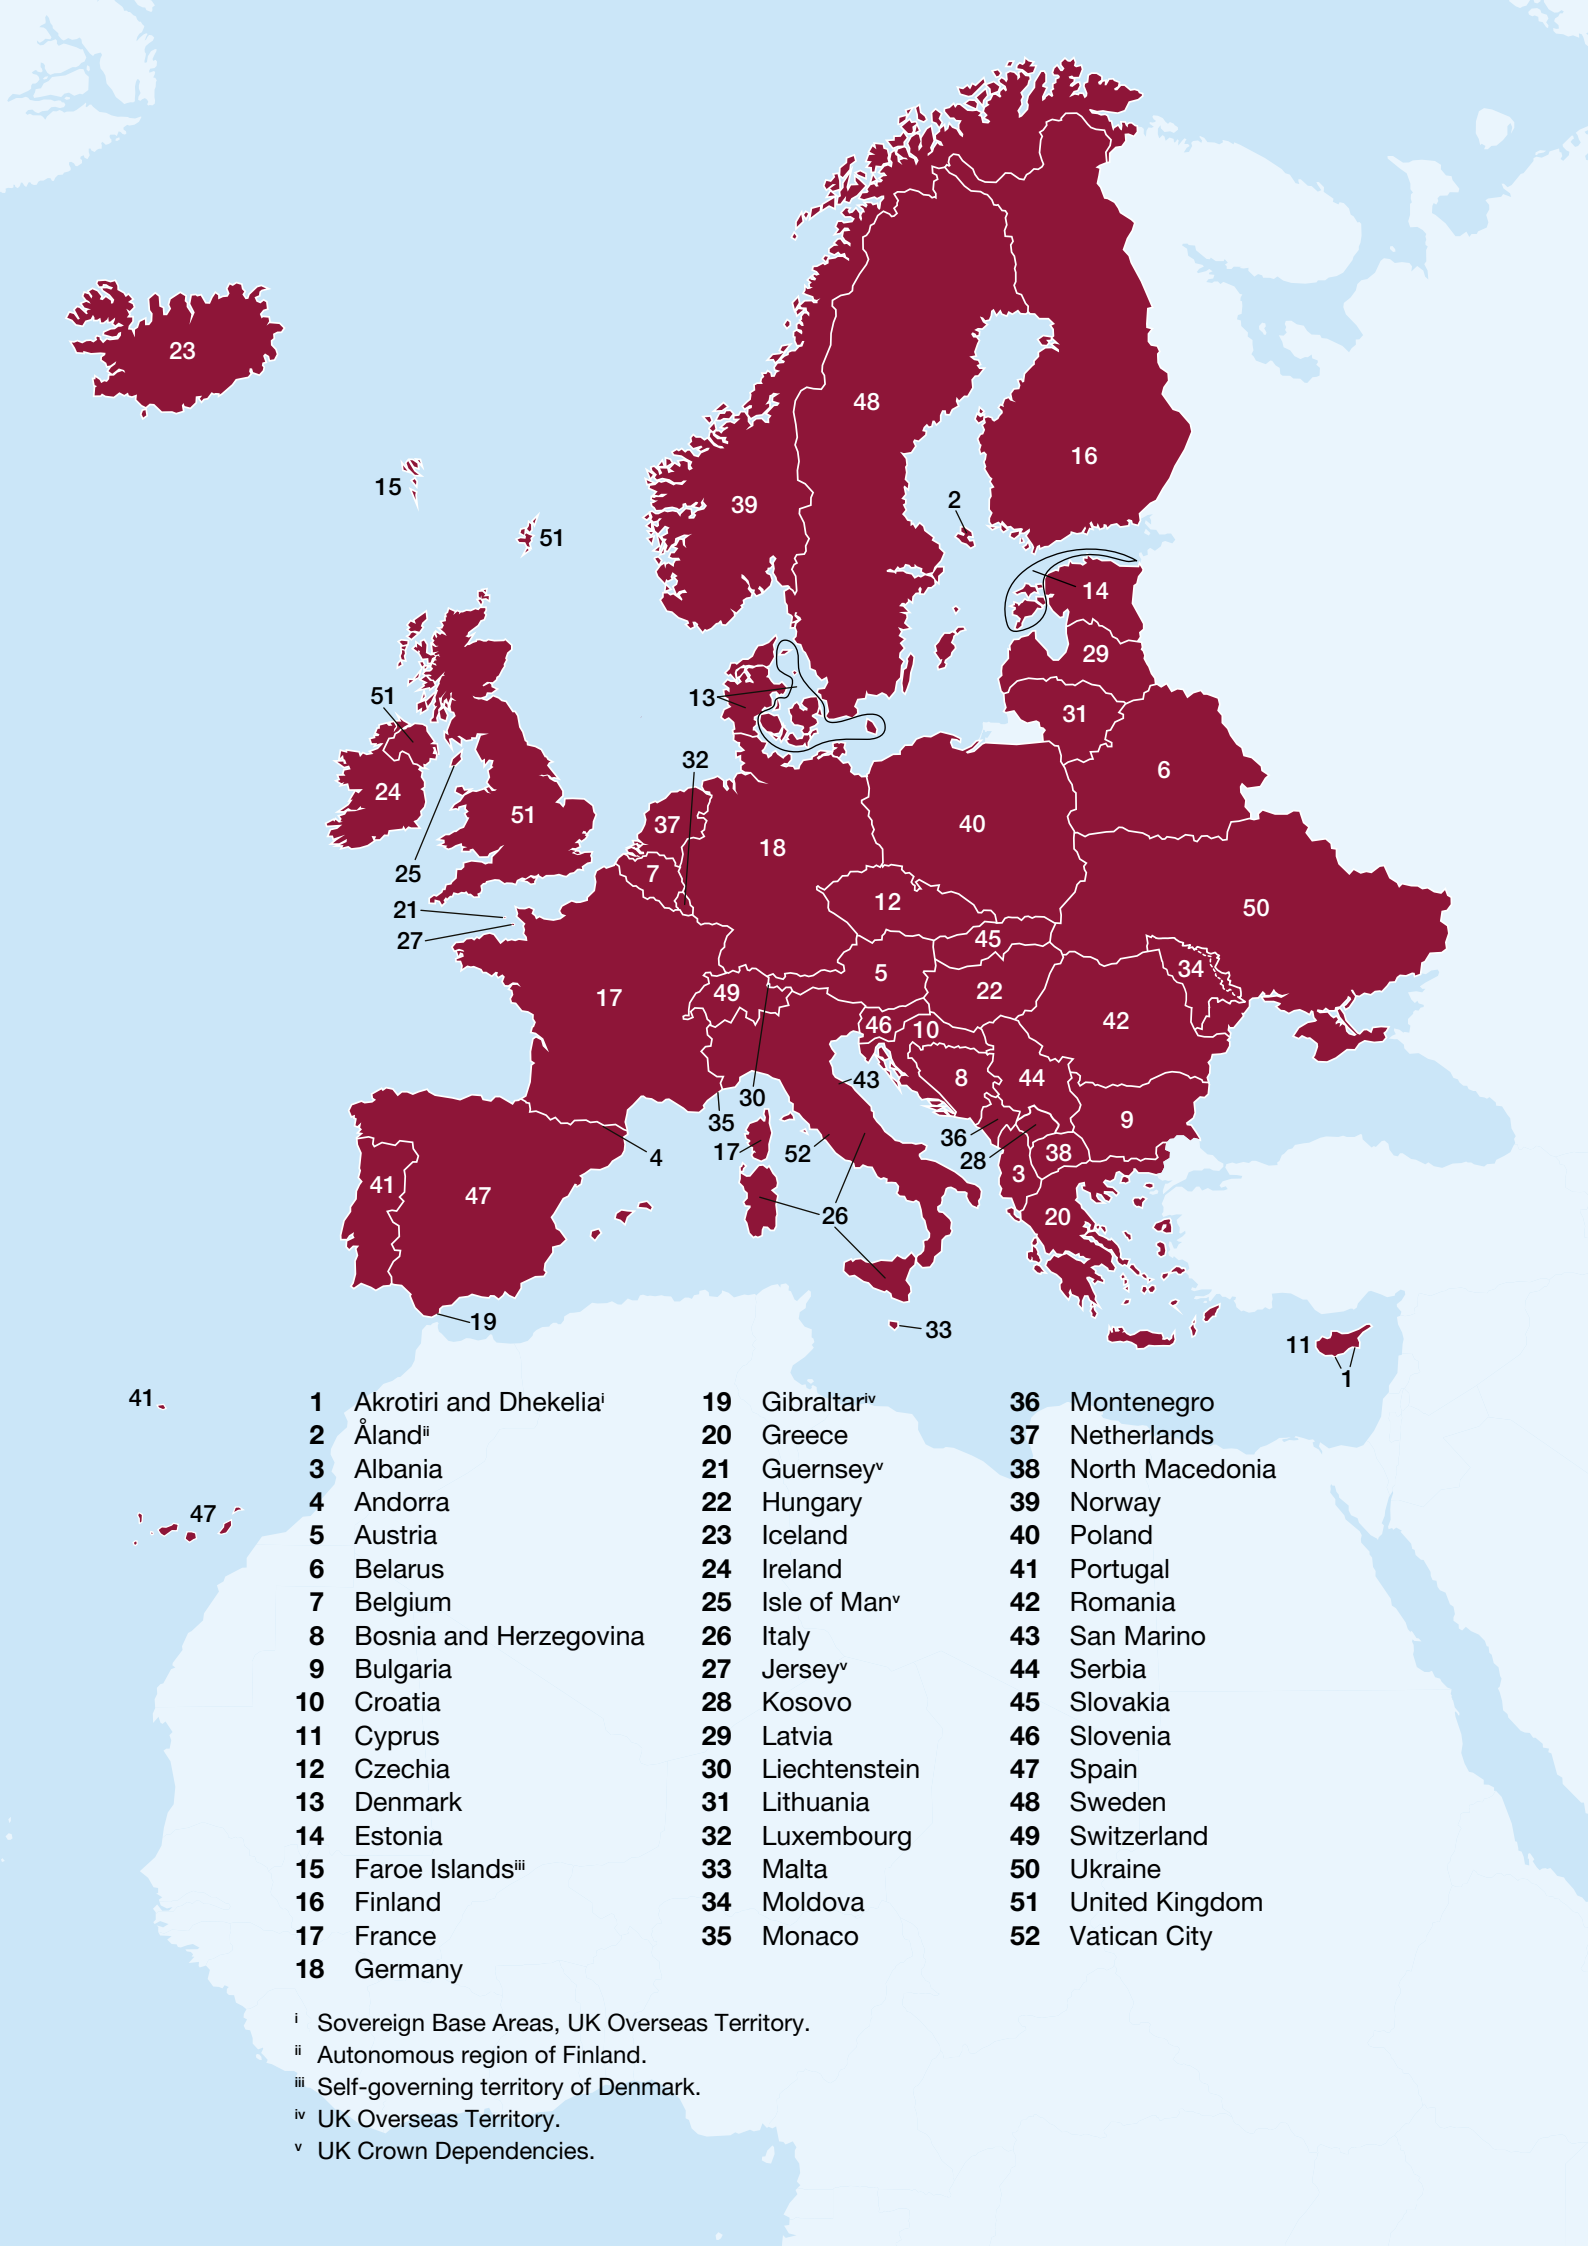 23
48
16
15
39
2
51
14
29
13
51
31
32
6
24
51
37
40
18
7
25
12
21
50
27
45
34
5
49
22
17
42
46
10
43
8
44
30
35
9
36
17
52
38
4
28
3
41
47
26
20
19
33
11
1
41
47
1 Akrotiri and Dhekeliaⁱ
2 Ålandⁱⁱ
3 Albania
4 Andorra
5 Austria
6 Belarus
7 Belgium
8 Bosnia and Herzegovina
9 Bulgaria
10 Croatia
11 Cyprus
12 Czechia
13 Denmark
14 Estonia
15 Faroe Islandsⁱⁱⁱ
16 Finland
17 France
18 Germany
19 Gibraltarⁱᵛ
20 Greece
21 Guernseyᵛ
22 Hungary
23 Iceland
24 Ireland
25 Isle of Manᵛ
26 Italy
27 Jerseyᵛ
28 Kosovo
29 Latvia
30 Liechtenstein
31 Lithuania
32 Luxembourg
33 Malta
34 Moldova
35 Monaco
36 Montenegro
37 Netherlands
38 North Macedonia
39 Norway
40 Poland
41 Portugal
42 Romania
43 San Marino
44 Serbia
45 Slovakia
46 Slovenia
47 Spain
48 Sweden
49 Switzerland
50 Ukraine
51 United Kingdom
52 Vatican City
ⁱ Sovereign Base Areas, UK Overseas Territory.
ⁱⁱ Autonomous region of Finland.
ⁱⁱⁱ Self-governing territory of Denmark.
ⁱᵛ UK Overseas Territory.
ᵛ UK Crown Dependencies.